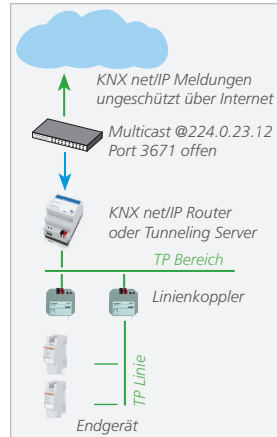 KNX net/IP Meldungen
ungeschützt über Internet
Multicast @224.0.23.12
Port 3671 offen
KNX net/IP Router
oder Tunneling Server
TP Bereich
Linienkoppler
TP Linie
Endgerät